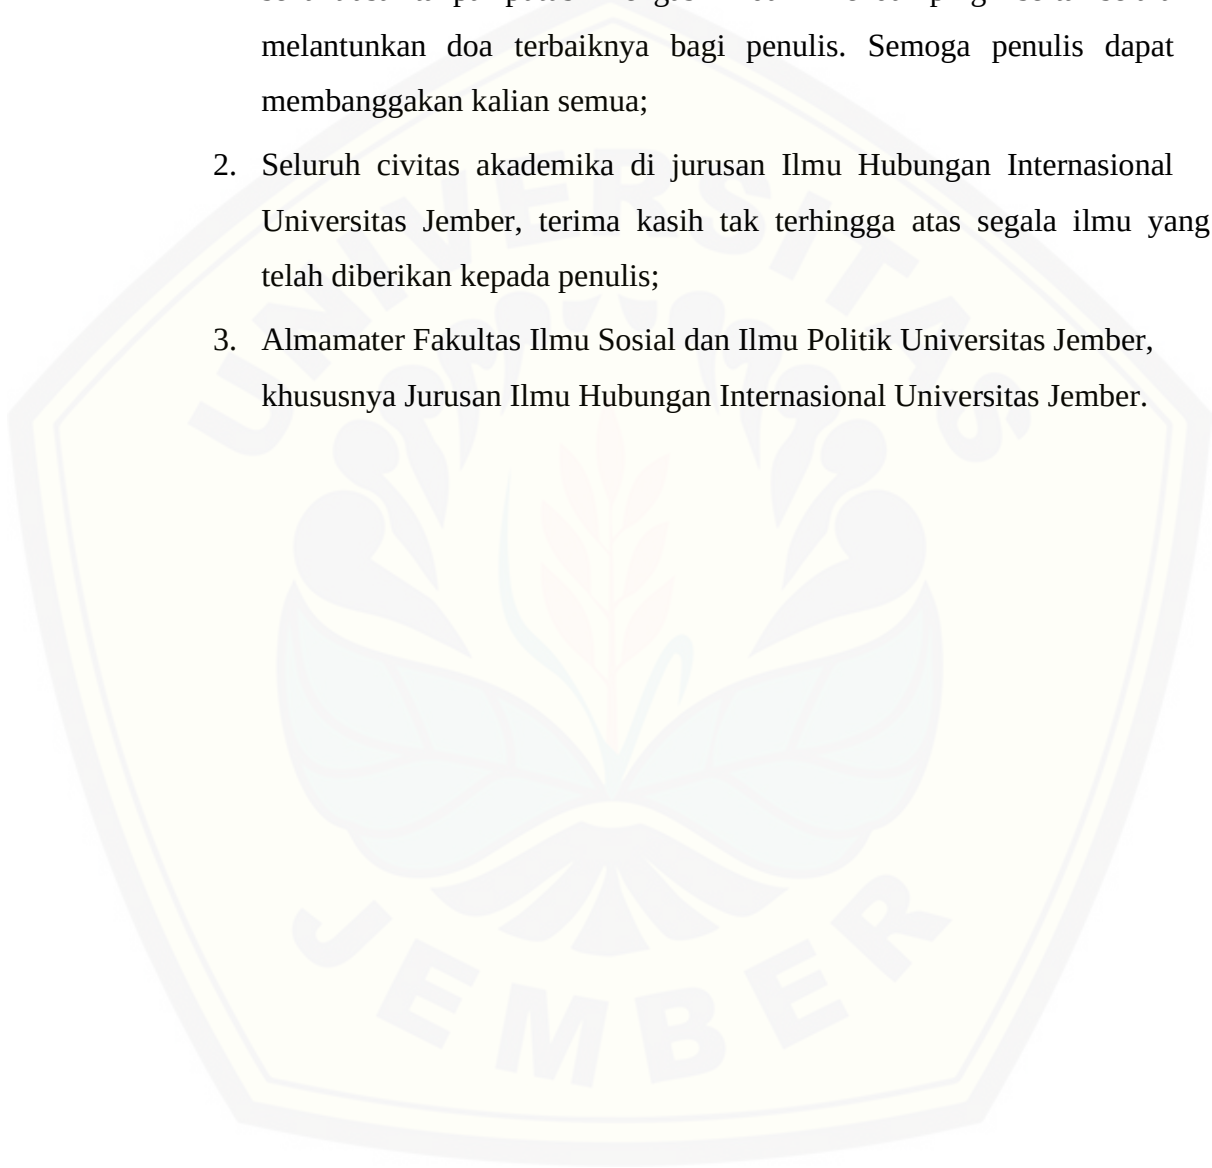 melantunkan doa terbaiknya bagi penulis. Semoga penulis dapat
membanggakan kalian semua;
2. Seluruh civitas akademika di jurusan Ilmu Hubungan Internasional
Universitas Jember, terima kasih tak terhingga atas segala ilmu yang
telah diberikan kepada penulis;
3. Almamater Fakultas Ilmu Sosial dan Ilmu Politik Universitas Jember,
khususnya Jurusan Ilmu Hubungan Internasional Universitas Jember.
UNIVERSITAS
JEMBER